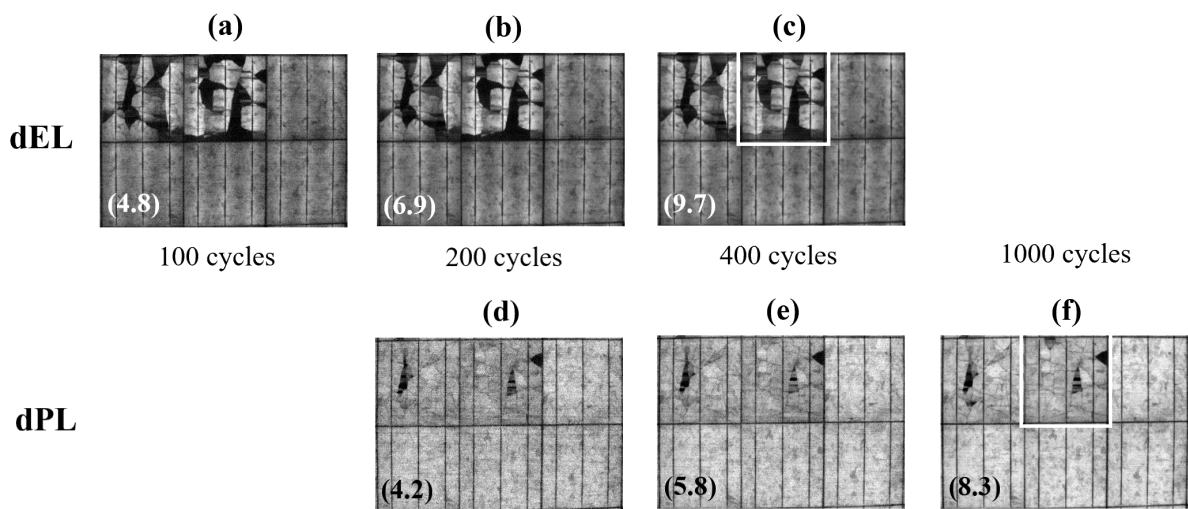 (a) (b) (c)
dEL
(4.8) (6.9) (9.7)
100 cycles 200 cycles 400 cycles 1000 cycles
(d) (e) (f)
dPL
(4.2) (5.8) (8.3)